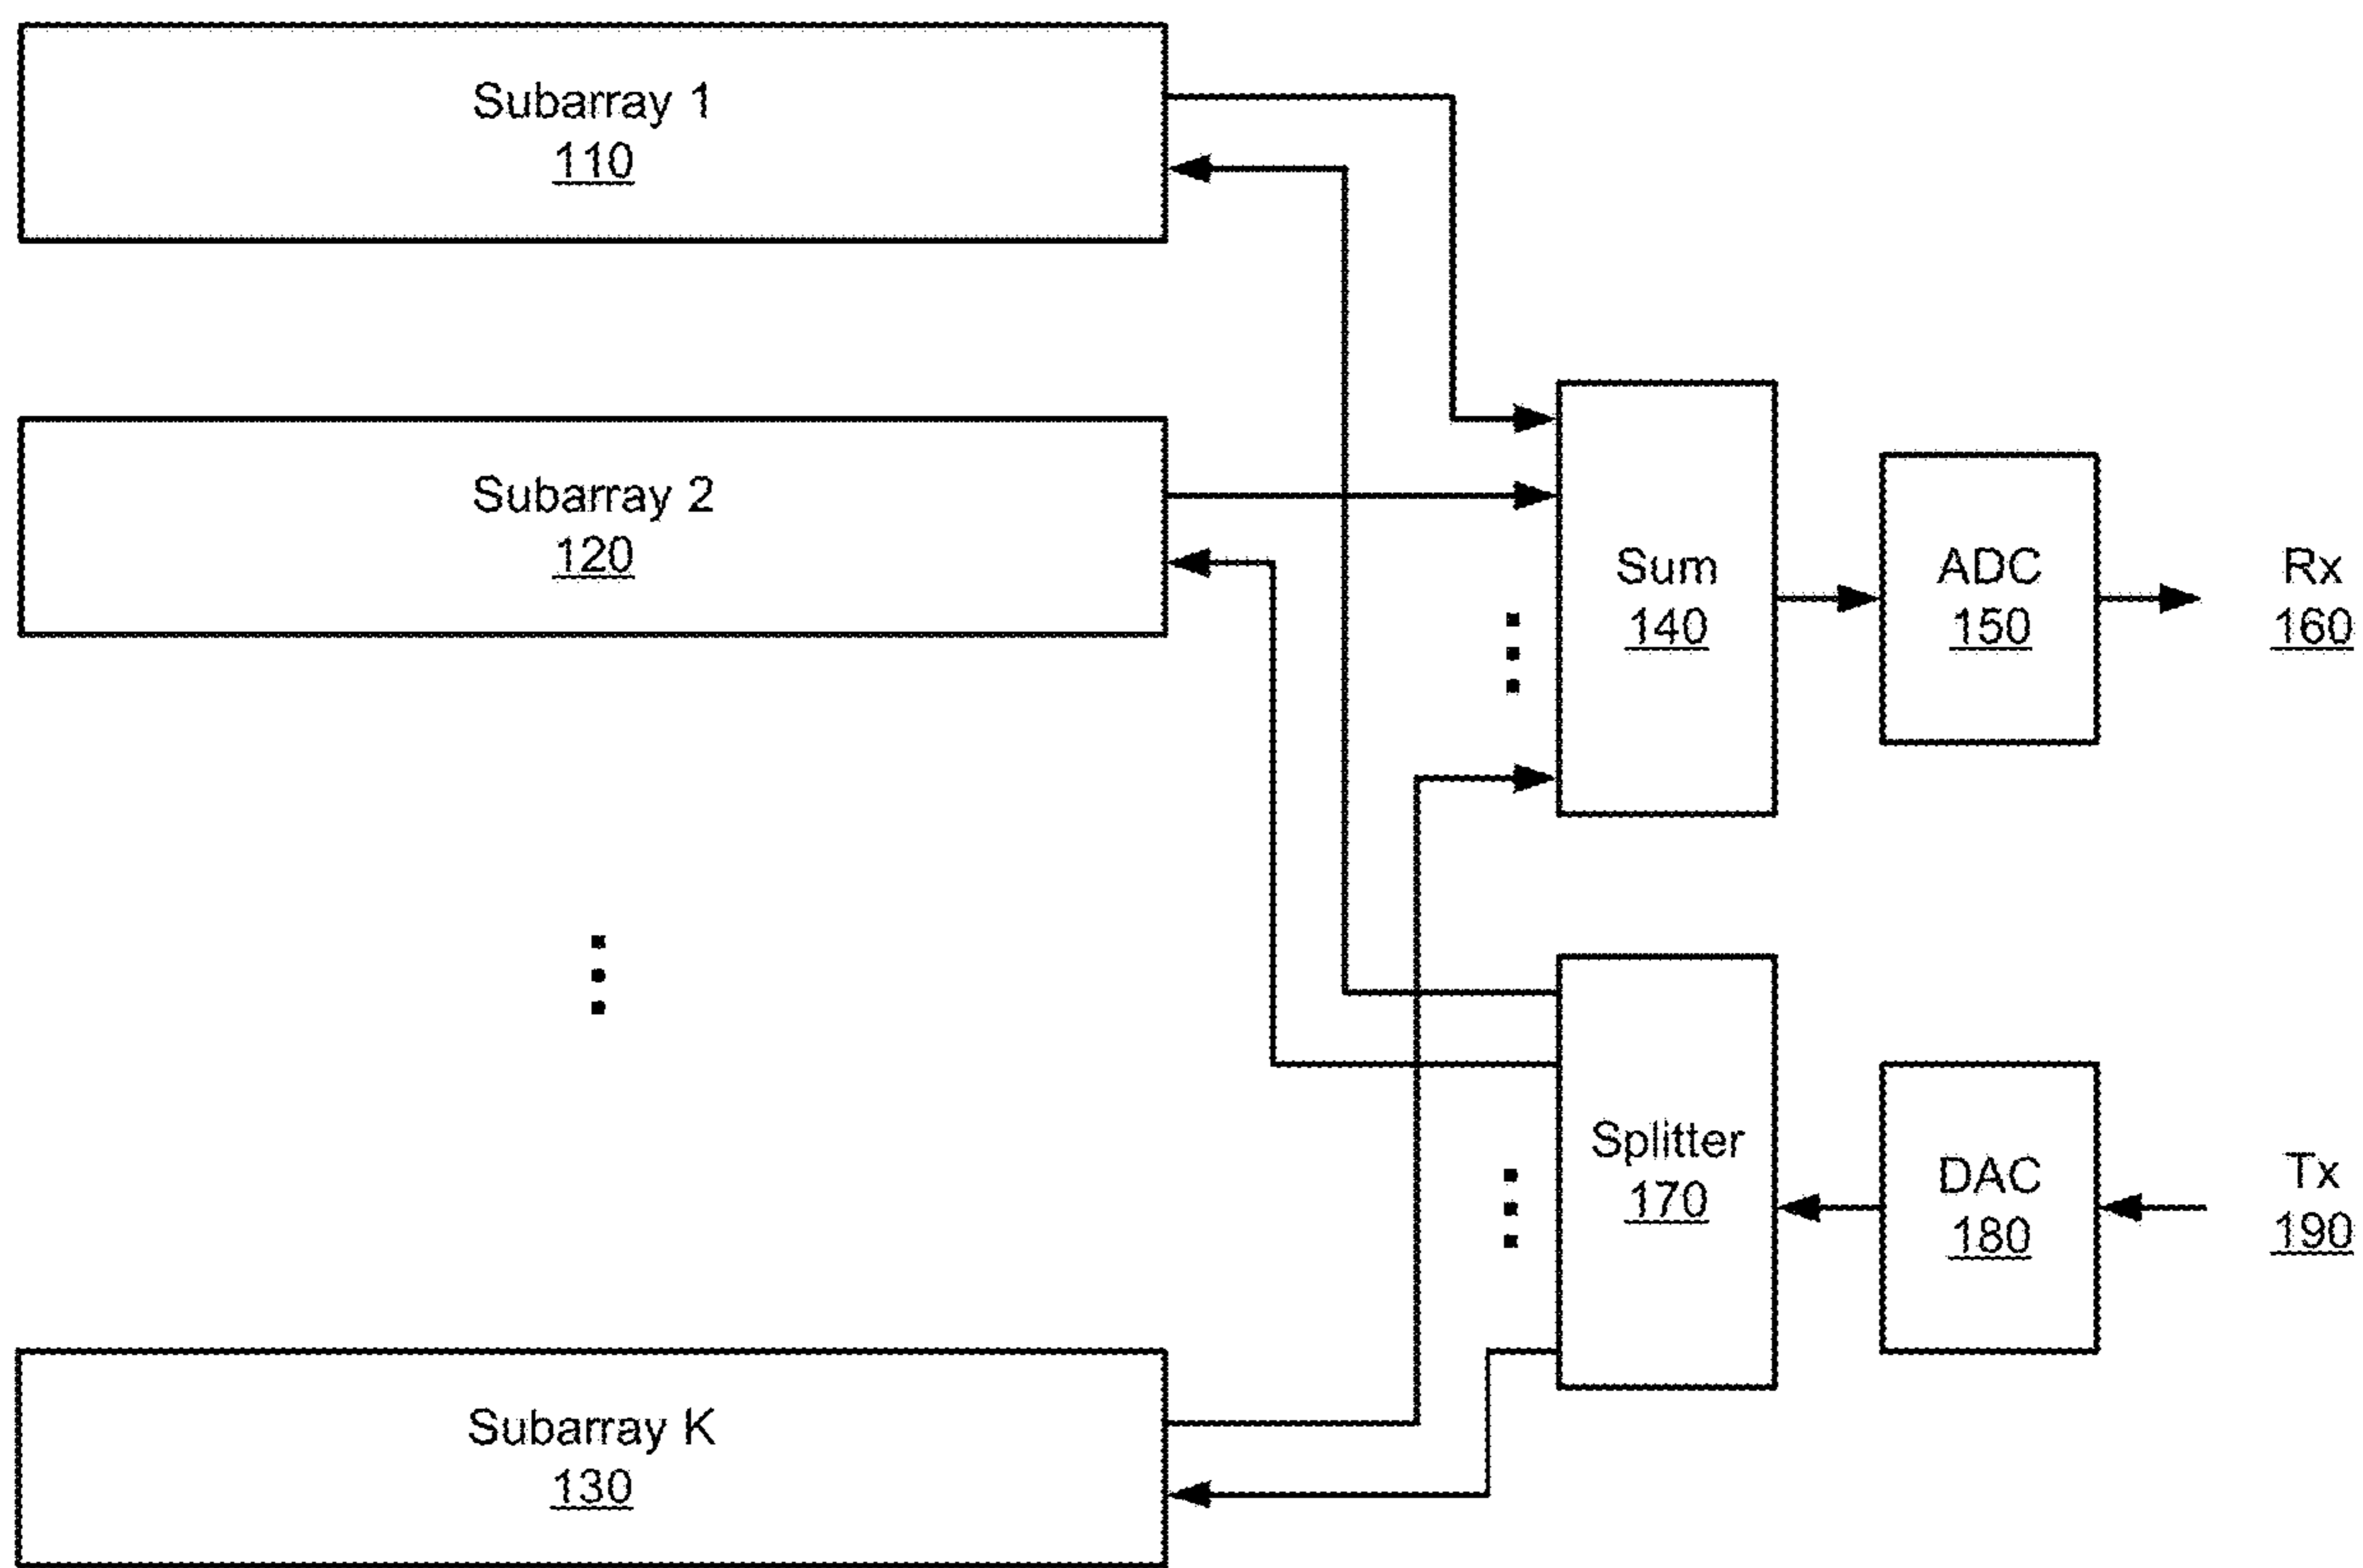 Subarray 1
110
Subarray 2
120
Sum
140
ADC
150
Rx
160
Splitter
170
DAC
180
Tx
190
Subarray K
130